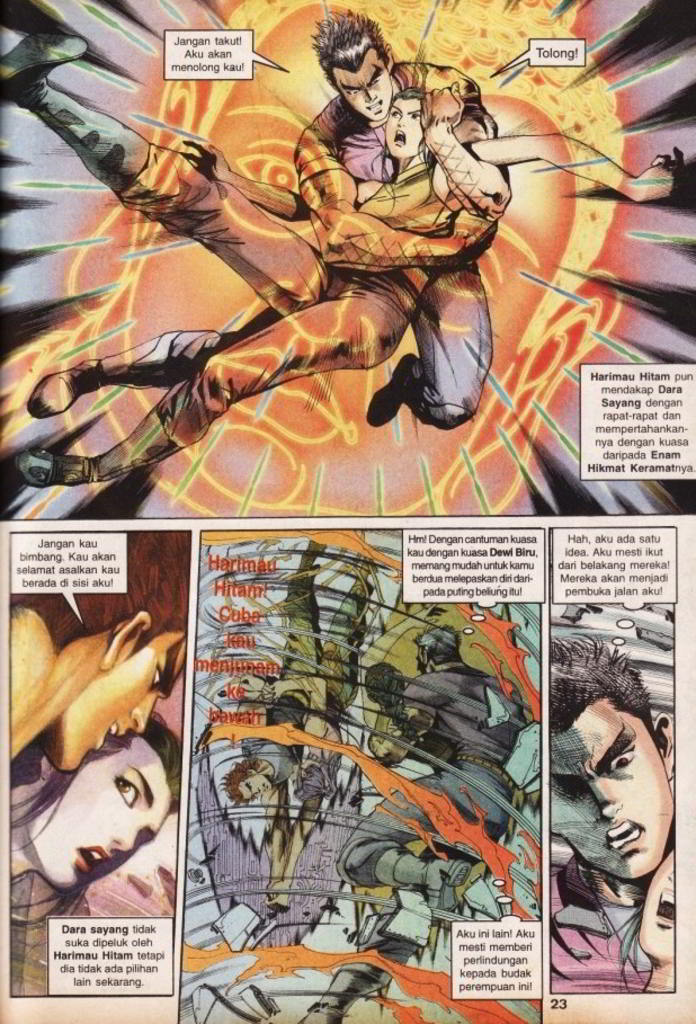 Jangan takut!
Aku akan
menolong kau!
Tolong!
Harimau Hitam pun
mendakap Dara
Sayang dengan
rapat-rapat dan
mempertahankan-
nya dengan kuasa
daripada Enam
Hikmat Keramatnya.
Jangan kau
bimbang. Kau akan
selamat asalkan kau
berada di sisi aku!
Dara sayang tidak
suka dipeluk oleh
Harimau Hitam tetapi
dia tidak ada pilihan
lain sekarang.
Harimau
Hitam!
Cuba
kau
menjunam
ke
bawah
!
Hm! Dengan cantuman kuasa
kau dengan kuasa Dewi Biru,
memang mudah untuk kamu
berdua melepaskan diri dari-
pada puting beliung itu!
Aku ini lain! Aku
mesti memberi
perlindungan
kepada budak
perempuan ini!
Hah, aku ada satu
idea. Aku mesti ikut
dari belakang mereka!
Mereka akan menjadi
pembuka jalan aku!
23